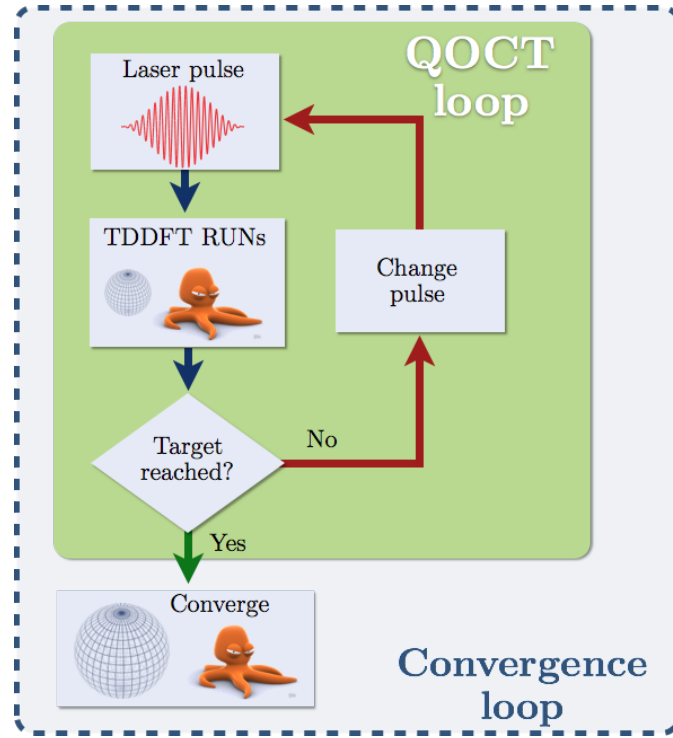 QOCT
loop
Laser pulse
TDDFT RUNs
Change
pulse
Target
reached?
No
Yes
Converge
Convergence
loop